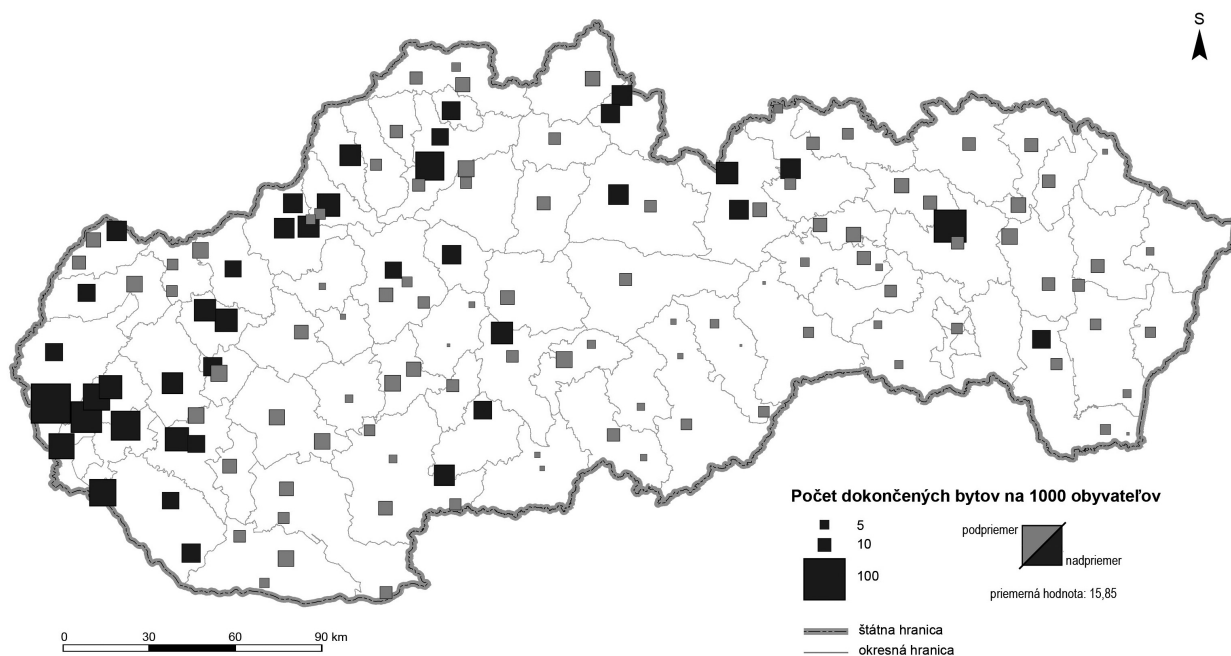 S
Počet dokončených bytov na 1000 obyvateľov
5
10
100
podpriemer
nadpriemer
priemerná hodnota: 15,85
štátna hranica
okresná hranica
0 30 60 90 km